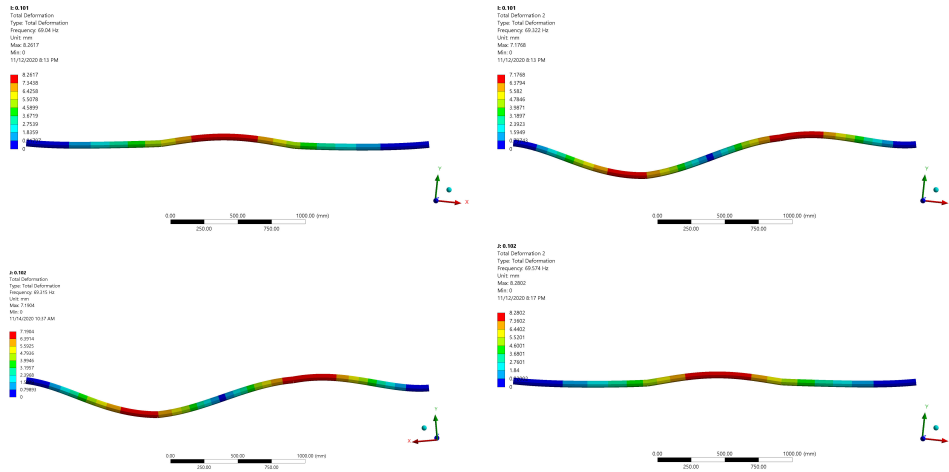 I: 0.101
Total Deformation
Type: Total Deformation
Frequency: 69.04 Hz
Unit: mm
Max: 8.2617
Min: 0
11/12/2020 8:13 PM
8.2617
7.3438
6.4258
5.5078
4.5899
3.6719
2.7539
1.8359
0
Y
X
0.00 500.00 1000.00 (mm)
250.00 750.00
I: 0.101
Total Deformation 2
Type: Total Deformation
Frequency: 69.322 Hz
Unit: mm
Max: 7.1768
Min: 0
11/12/2020 8:13 PM
7.1768
6.3794
5.582
4.7846
3.9871
3.1897
2.3923
1.5949
0
Y
0.00 500.00 1000.00 (mm)
250.00 750.00
J: 0.102
Total Deformation
Type: Total Deformation
Frequency: 69.315 Hz
Unit: mm
Max: 7.1904
Min: 0
11/14/2020 10:37 AM
7.1904
6.3914
5.5925
4.7936
3.9946
3.1957
2.3968
0.79893
0
Y
X
0.00 500.00 1000.00 (mm)
250.00 750.00
J: 0.102
Total Deformation 2
Type: Total Deformation
Frequency: 69.574 Hz
Unit: mm
Max: 8.2802
Min: 0
11/12/2020 8:17 PM
8.2802
7.3602
6.4402
5.5201
4.6001
3.6801
2.7601
1.84
0
Y
0.00 500.00 1000.00 (mm)
250.00 750.00